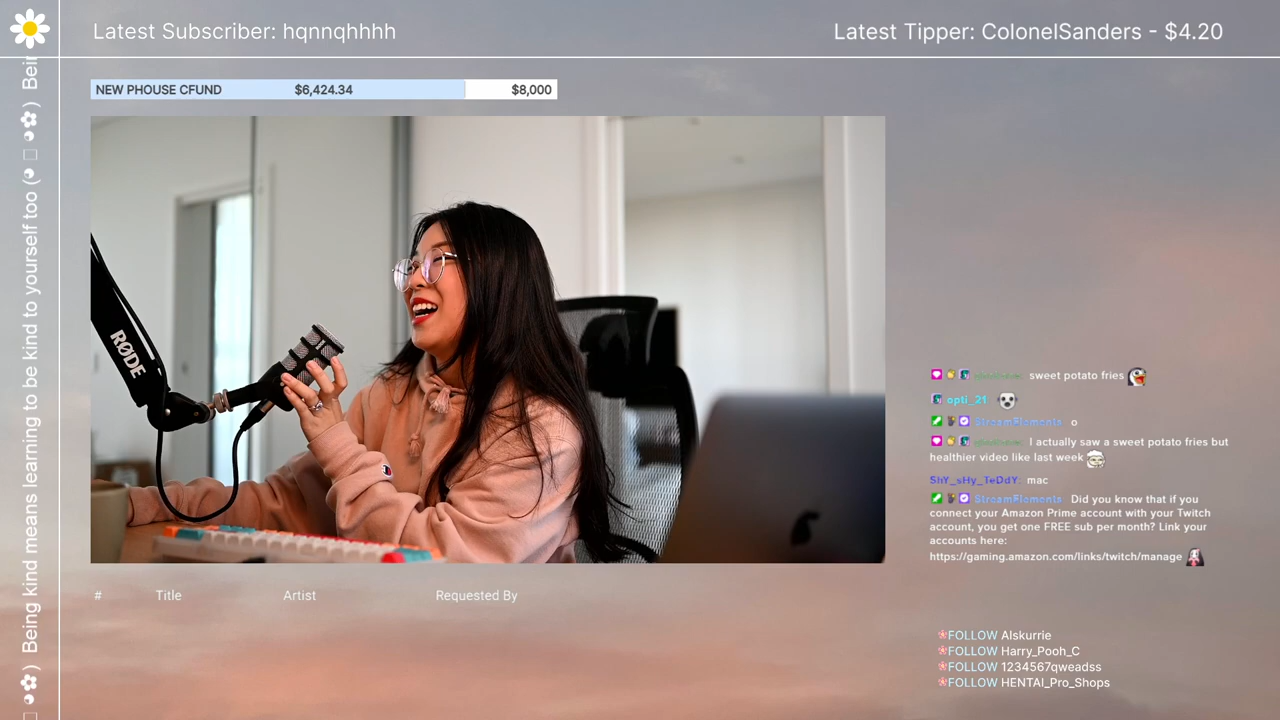 Latest Subscriber: hqnnqhhhh
Latest Tipper: ColonelSanders - $4.20
NEW PHOUSE CFUND $6,424.34 $8,000
Being kind means learning to be kind to yourself too
Bein
RØDE
sweet potato fries
opti_21
StreamElements: o
I actually saw a sweet potato fries but
healthier video like last week
ShY_sHy_TeDdY: mac
StreamElements: Did you know that if you
connect your Amazon Prime account with your Twitch
account, you get one FREE sub per month? Link your
accounts here:
https://gaming.amazon.com/links/twitch/manage
# Title Artist Requested By
FOLLOW Alskurrie
FOLLOW Harry_Pooh_C
FOLLOW 1234567qweadss
FOLLOW HENTAI_Pro_Shops